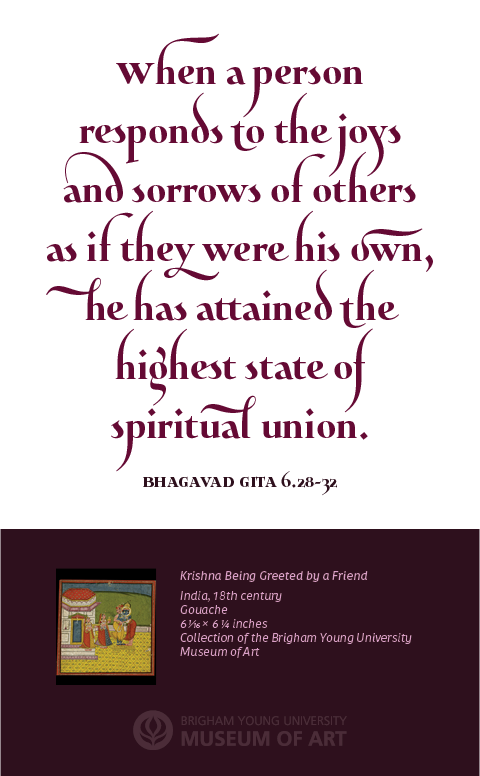 When a person
responds to the joys
and sorrows of others
as if they were his own,
he has attained the
highest state of
spiritual union.
BHAGAVAD GITA 6.28-32
Krishna Being Greeted by a Friend
India, 18th century
Gouache
6 1/16 × 6 1/4 inches
Collection of the Brigham Young University
Museum of Art
BRIGHAM YOUNG UNIVERSITY
MUSEUM OF ART